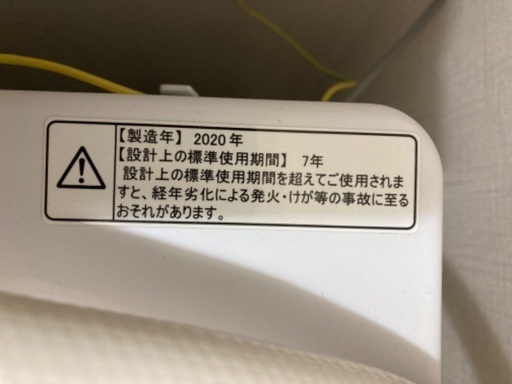 【製造年】 2020年
【設計上の標準使用期間】 7年
設計上の標準使用期間を超えてご使用されま
すと、経年劣化による発火・けが等の事故に至る
おそれがあります。